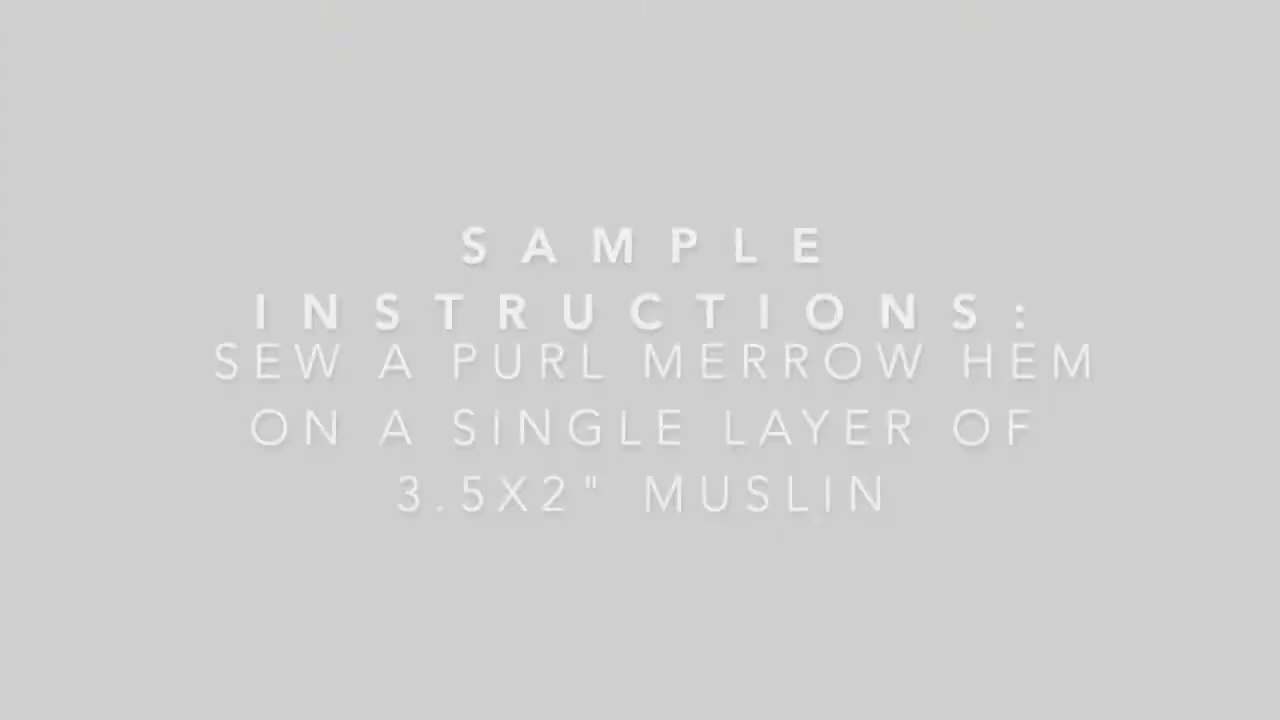 SAMPLE
INSTRUCTIONS:
SEW A PURL MERROW HEM
ON A SINGLE LAYER OF
3.5X2" MUSLIN